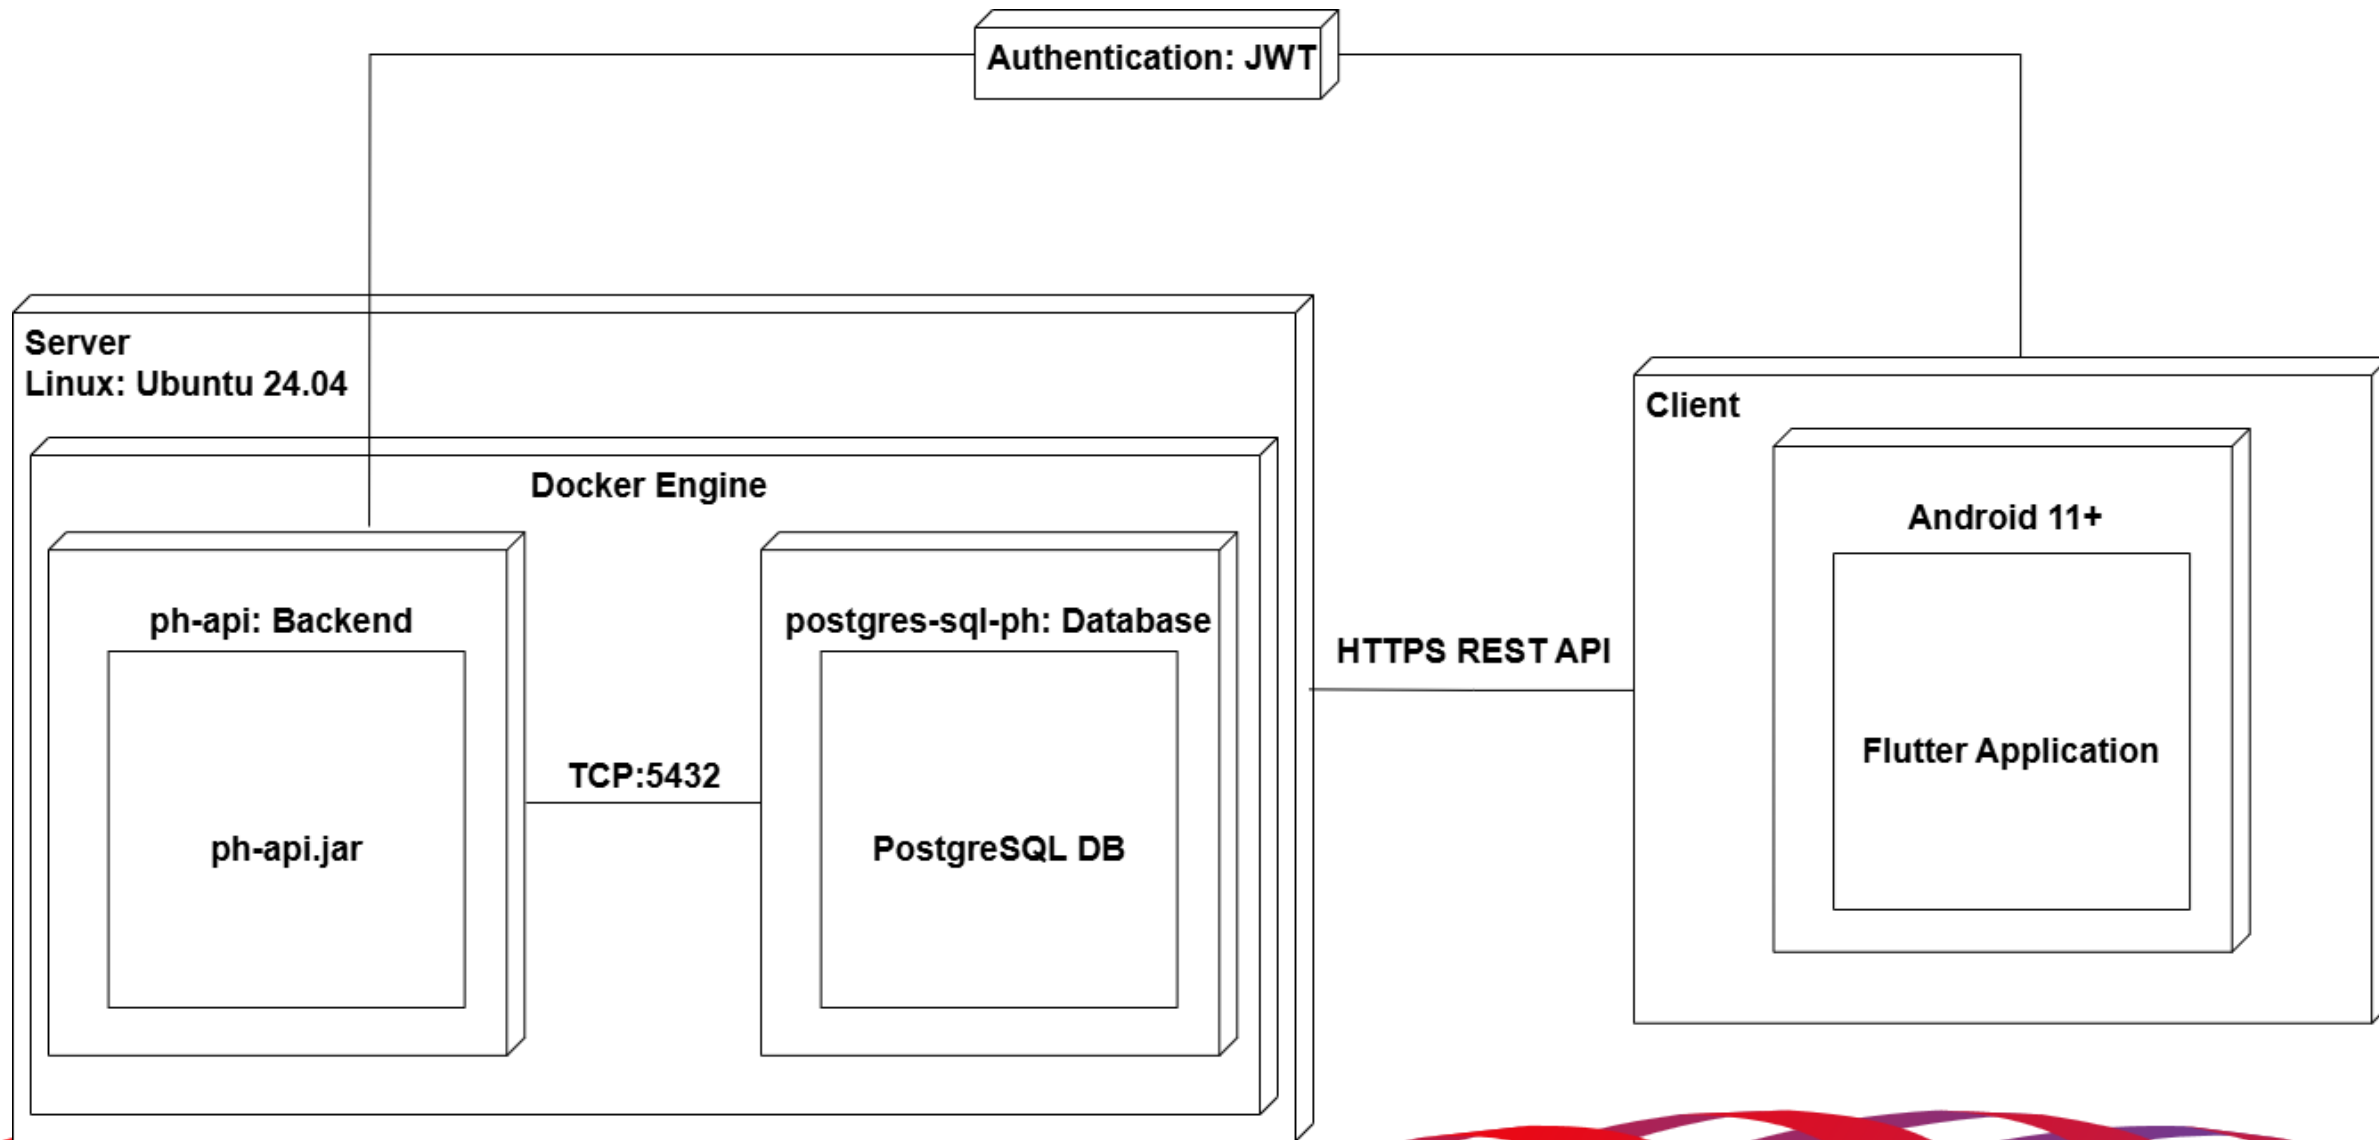 Authentication: JWT
Server
Linux: Ubuntu 24.04
Docker Engine
ph-api: Backend
ph-api.jar
TCP:5432
postgres-sql-ph: Database
PostgreSQL DB
HTTPS REST API
Client
Android 11+
Flutter Application